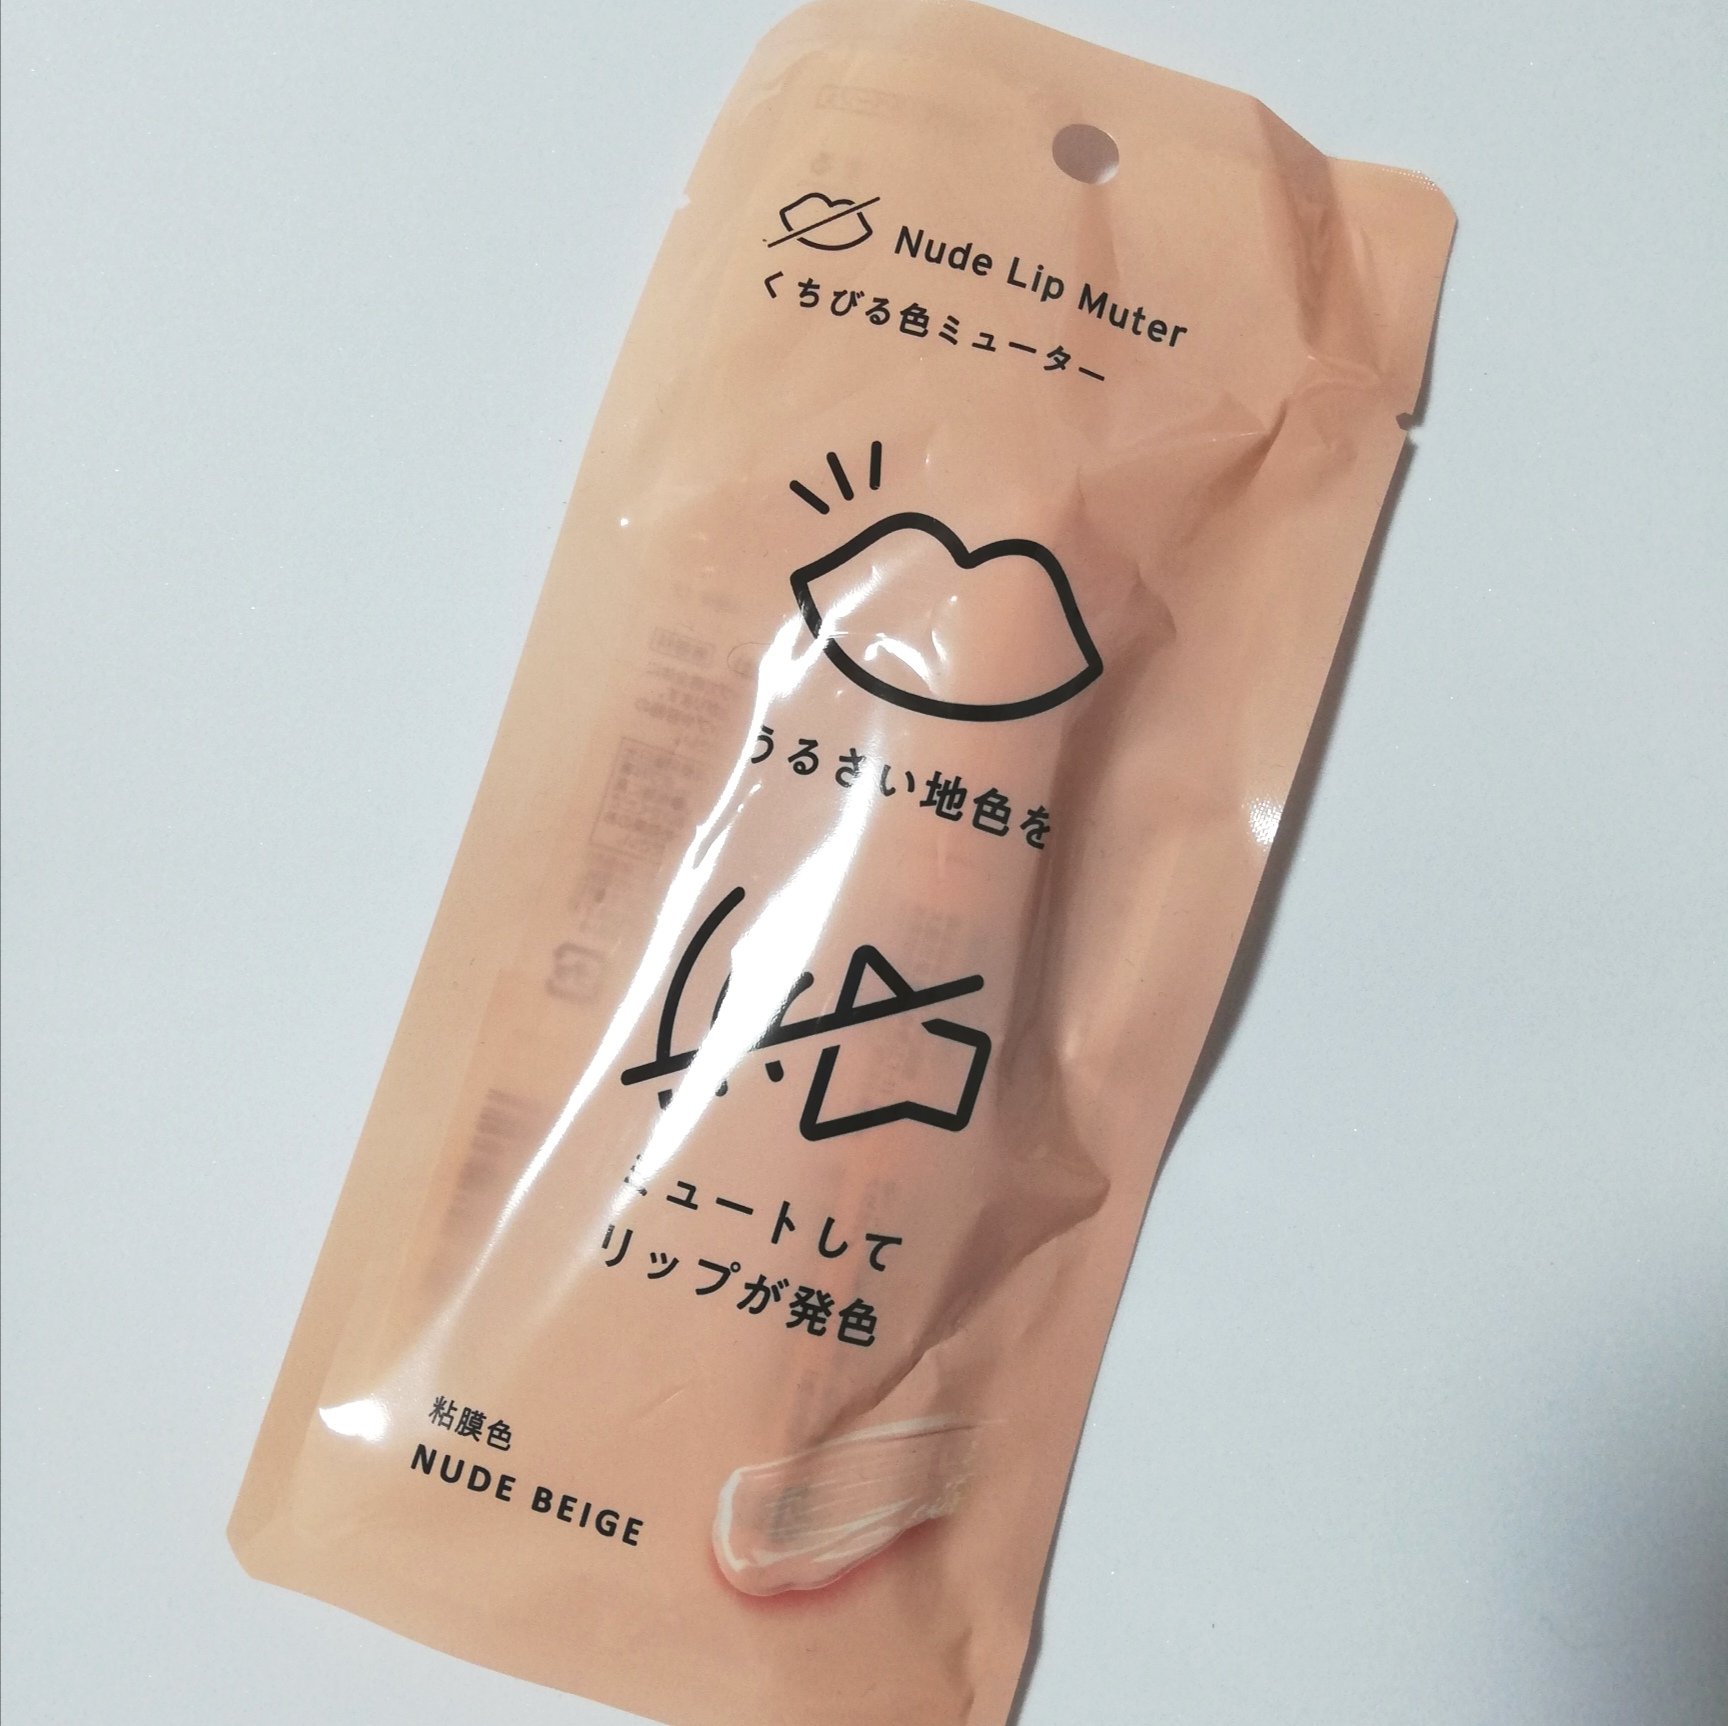 Nude Lip Muter
くちびる色ミューター
うるさい地色を
ミュートして
リップが発色
粘膜色
NUDE BEIGE